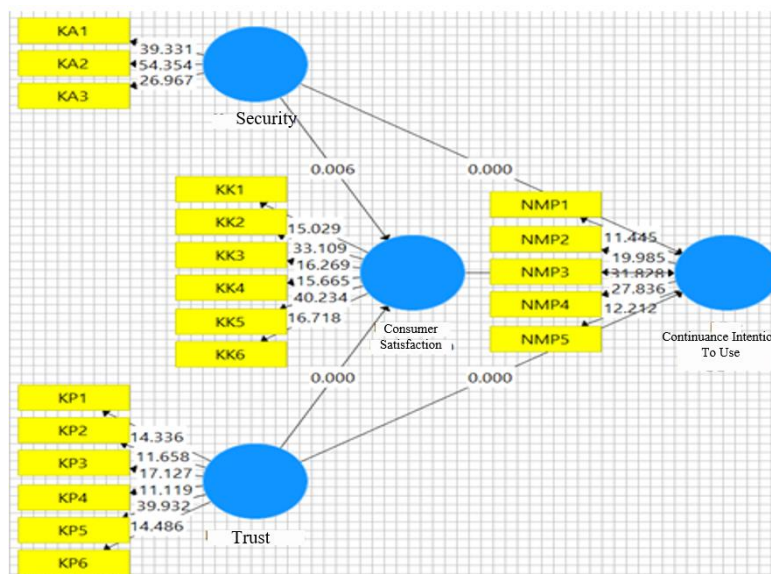 KA1
KA2
KA3
39.331
54.354
26.967
Security
0.006
0.000
KK1
KK2
KK3
KK4
KK5
KK6
15.029
33.109
16.269
15.665
40.234
16.718
Consumer
Satisfaction
NMP1
NMP2
NMP3
NMP4
NMP5
11.445
19.985
31.828
27.836
12.212
Continuance Intentic
To Use
0.000
0.000
KP1
KP2
KP3
KP4
KP5
KP6
14.336
11.658
17.127
11.119
39.932
14.486
Trust